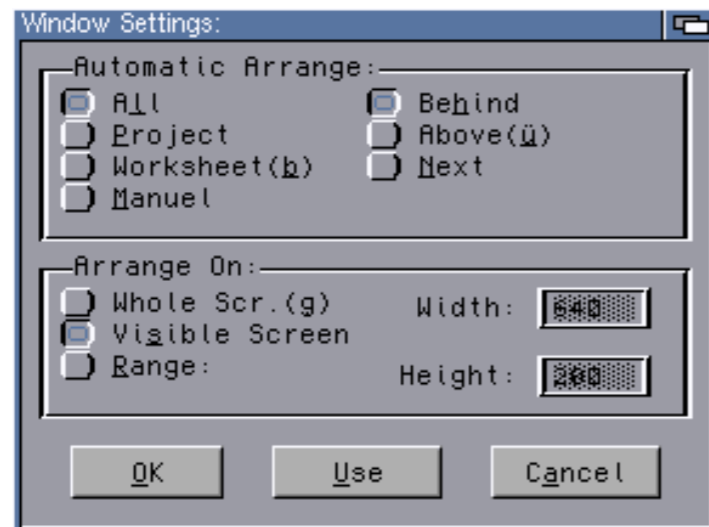 Window Settings:
Automatic Arrange:
All Behind
Project Above(ü)
Worksheet(b) Next
Manuel
Arrange On:
Whole Scr.(g) Width: 640
Visible Screen
Range: Height: 200
OK Use Cancel